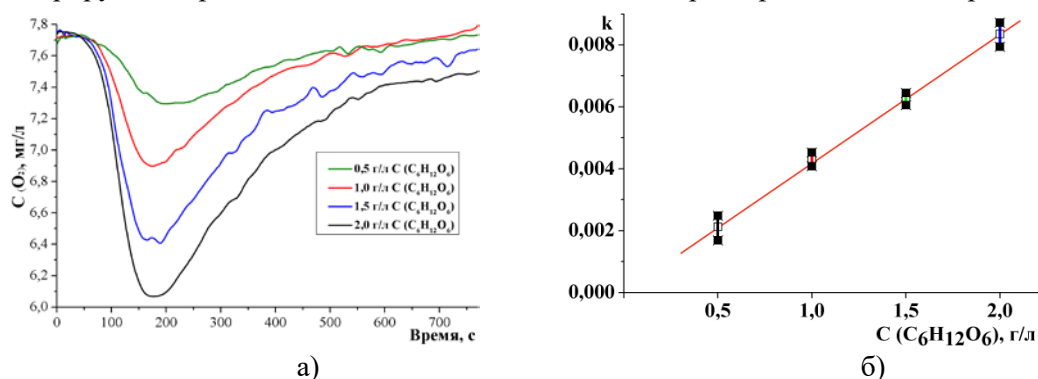 7,8
7,6
7,4
7,2
7,0
6,8
6,6
6,4
6,2
6,0
C (O₂), мг/л
0 100 200 300 400 500 600 700
Время, с
0,5 г/л C (C₆H₁₂O₆)
1,0 г/л C (C₆H₁₂O₆)
1,5 г/л C (C₆H₁₂O₆)
2,0 г/л C (C₆H₁₂O₆)
а)
k
0,008
0,006
0,004
0,002
0,000
0,5 1,0 1,5 2,0
C (C₆H₁₂O₆), г/л
б)